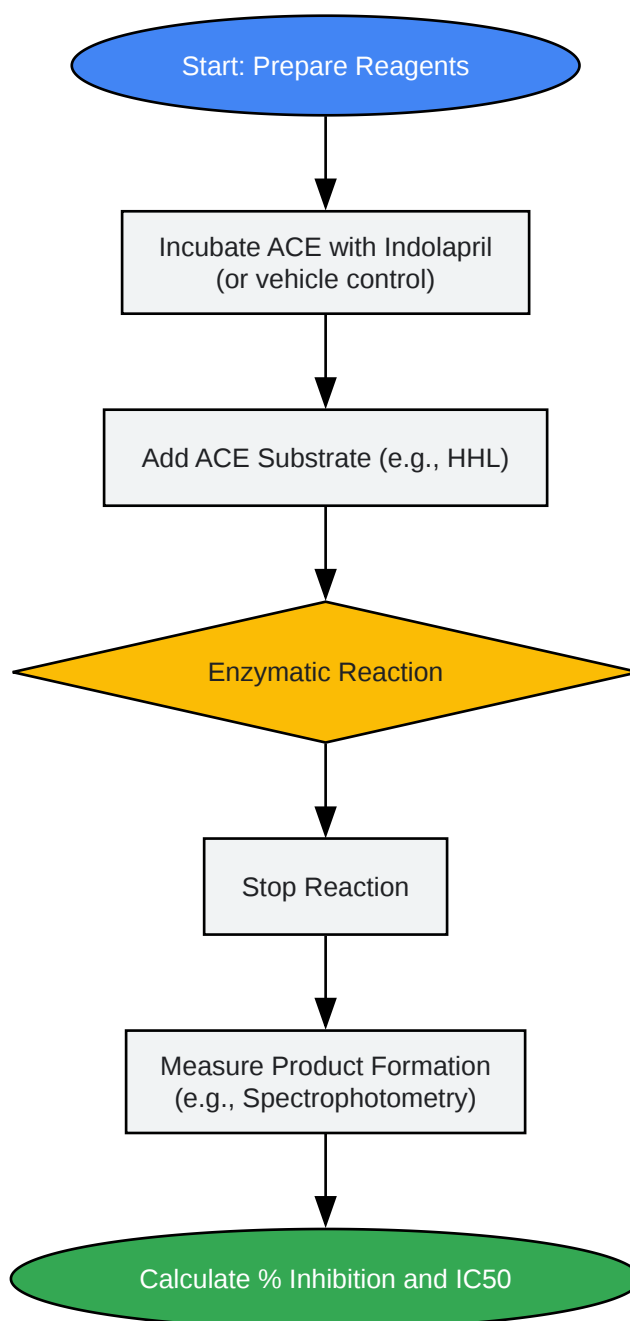 Start: Prepare Reagents
Incubate ACE with Indolapril
(or vehicle control)
Add ACE Substrate (e.g., HHL)
Enzymatic Reaction
Stop Reaction
Measure Product Formation
(e.g., Spectrophotometry)
Calculate % Inhibition and IC50